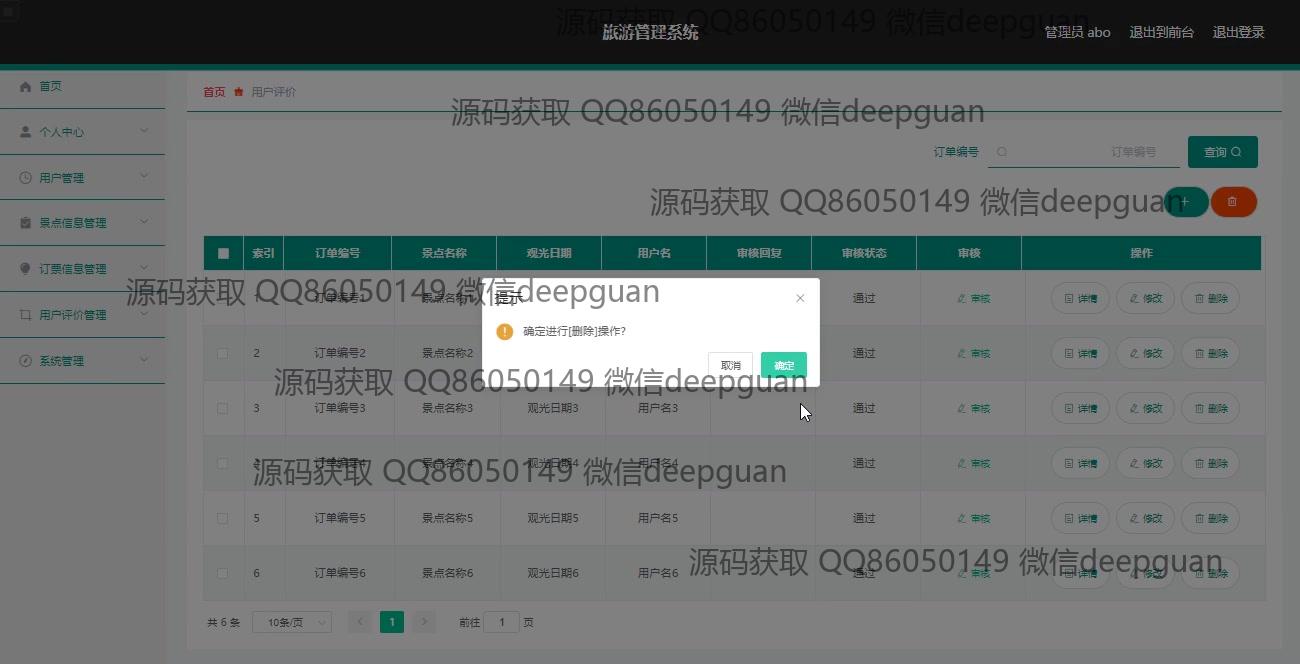 源码获取 QQ86050149 微信deepguan
旅游管理系统
管理员 abo 退出到前台 退出登录
首页
个人中心
用户管理
景点信息管理
订票信息管理
用户评价管理
系统管理
首页 用户评价
源码获取 QQ86050149 微信deepguan
订单编号 订单编号 查询
源码获取 QQ86050149 微信deepguan
索引 订单编号 景点名称 观光日期 用户名 审核回复 审核状态 审核 操作
源码获取 QQ86050149 微信deepguan
1 订单编号1 景点名称1 通过 审核 详情 修改 删除
提示
确定进行[删除]操作?
取消 确定
2 订单编号2 景点名称2 通过 审核 详情 修改 删除
源码获取 QQ86050149 微信deepguan
3 订单编号3 景点名称3 观光日期3 用户名3 通过 审核 详情 修改 删除
4 订单编号4 景点名称4 观光日期4 用户名4 通过 审核 详情 修改 删除
源码获取 QQ86050149 微信deepguan
5 订单编号5 景点名称5 观光日期5 用户名5 通过 审核 详情 修改 删除
源码获取 QQ86050149 微信deepguan
6 订单编号6 景点名称6 观光日期6 用户名6 通过 审核 详情 修改 删除
共 6 条 10条/页 1 前往 1 页